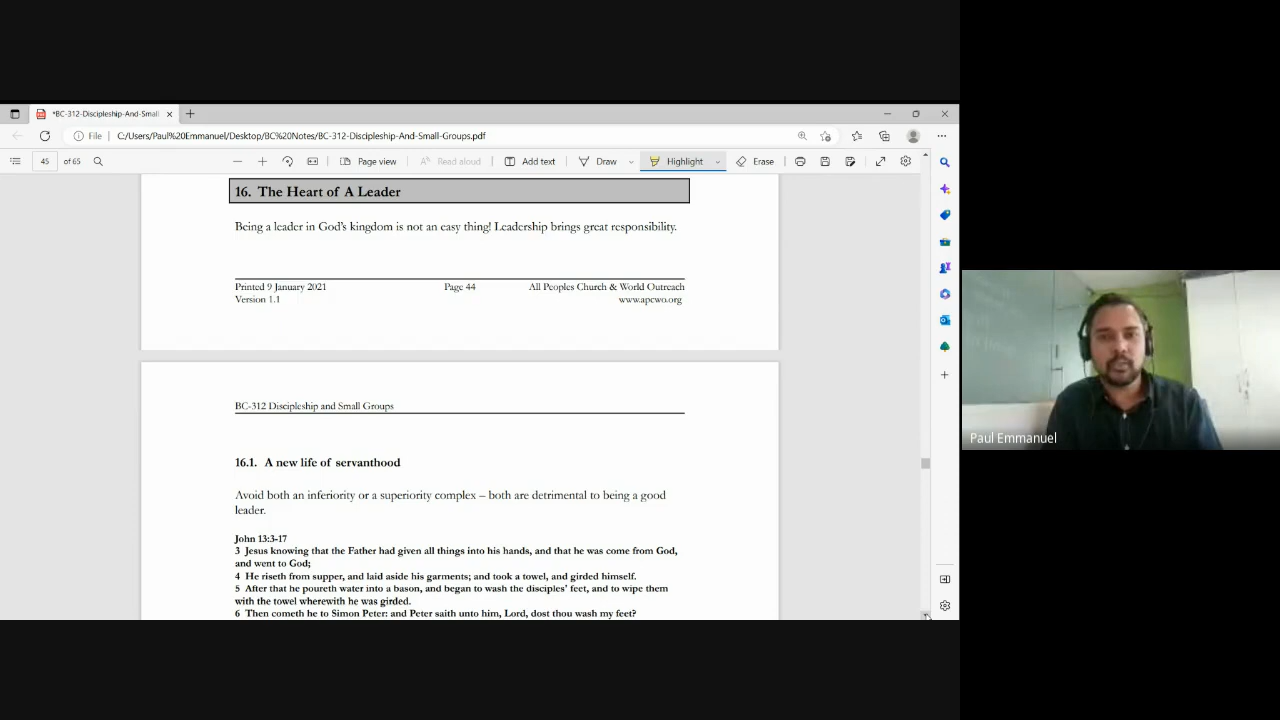 *BC-312-Discipleship-And-Small
File
C:/Users/Paul%20Emmanuel/Desktop/BC%20Notes/BC-312-Discipleship-And-Small-Groups.pdf
45 of 65
Page view
Read aloud
Add text
Draw
Highlight
Erase
16. The Heart of A Leader
Being a leader in God's kingdom is not an easy thing! Leadership brings great responsibility.
Printed 9 January 2021 Page 44 All Peoples Church & World Outreach
Version 1.1 www.apcwo.org
BC-312 Discipleship and Small Groups
16.1. A new life of servanthood
Avoid both an inferiority or a superiority complex – both are detrimental to being a good
leader.
John 13:3-17
3 Jesus knowing that the Father had given all things into his hands, and that he was come from God,
and went to God;
4 He riseth from supper, and laid aside his garments; and took a towel, and girded himself.
5 After that he poureth water into a bason, and began to wash the disciples' feet, and to wipe them
with the towel wherewith he was girded.
6 Then cometh he to Simon Peter: and Peter saith unto him, Lord, dost thou wash my feet?
Paul Emmanuel